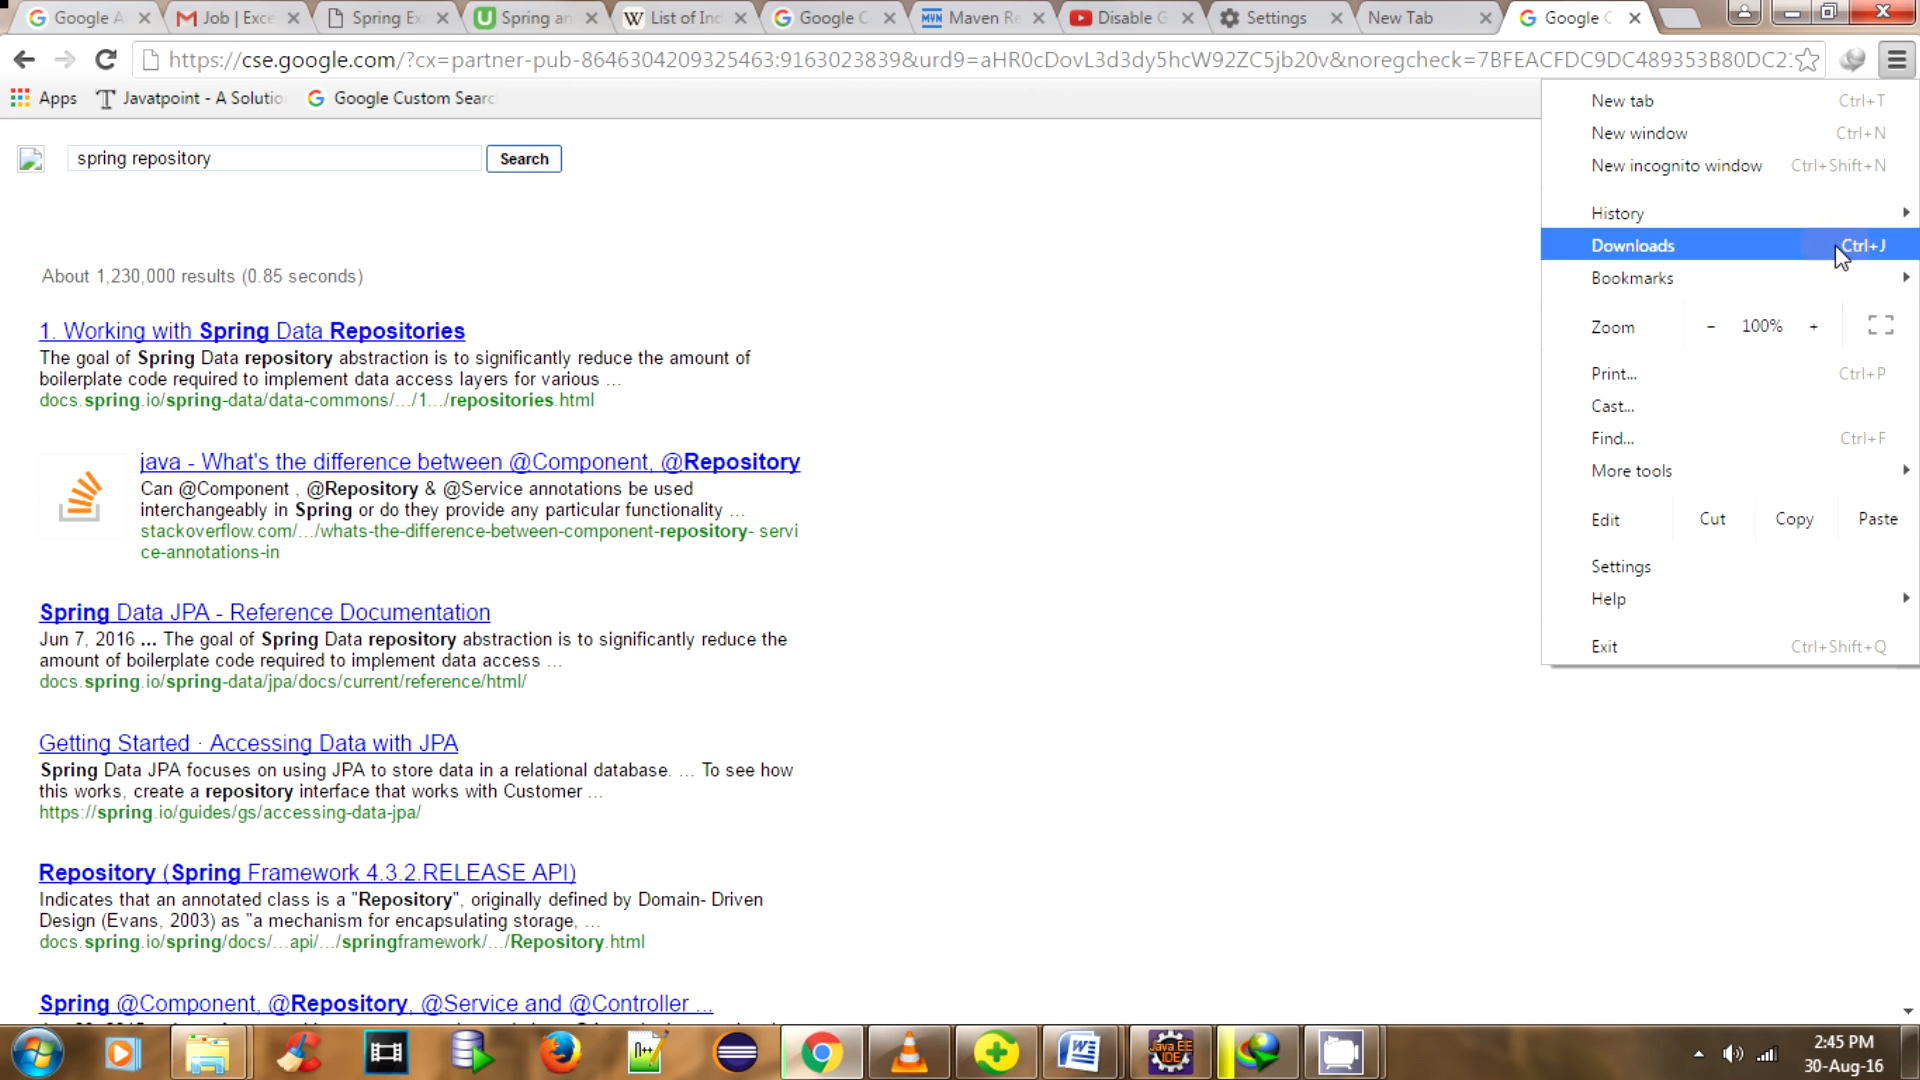 Google A
Job | Exce
Spring E
Spring a
List of In
Google C
Maven R
Disable G
Settings
New Tab
Google C
https://cse.google.com/?cx=partner-pub-8646304209325463:9163023839&urd9=aHR0cDovL3d3dy5hcW92ZC5jb20v&noregcheck=7BFEACFDC9DC489353B80DC2
Apps
Javatpoint - A Solutio
Google Custom Searc
spring repository
Search
About 1,230,000 results (0.85 seconds)
1. Working with Spring Data Repositories
The goal of Spring Data repository abstraction is to significantly reduce the amount of
boilerplate code required to implement data access layers for various ...
docs.spring.io/spring-data/data-commons/.../1.../repositories.html
java - What's the difference between @Component, @Repository
Can @Component , @Repository & @Service annotations be used
interchangeably in Spring or do they provide any particular functionality ...
stackoverflow.com/.../whats-the-difference-between-component-repository- servi
ce-annotations-in
Spring Data JPA - Reference Documentation
Jun 7, 2016 ... The goal of Spring Data repository abstraction is to significantly reduce the
amount of boilerplate code required to implement data access ...
docs.spring.io/spring-data/jpa/docs/current/reference/html/
Getting Started · Accessing Data with JPA
Spring Data JPA focuses on using JPA to store data in a relational database. ... To see how
this works, create a repository interface that works with Customer ...
https://spring.io/guides/gs/accessing-data-jpa/
Repository (Spring Framework 4.3.2.RELEASE API)
Indicates that an annotated class is a "Repository", originally defined by Domain- Driven
Design (Evans, 2003) as "a mechanism for encapsulating storage, ...
docs.spring.io/spring/docs/...api/.../springframework/.../Repository.html
Spring @Component, @Repository, @Service and @Controller ...
New tab Ctrl+T
New window Ctrl+N
New incognito window Ctrl+Shift+N
History
Downloads Ctrl+J
Bookmarks
Zoom − 100% +
Print... Ctrl+P
Cast...
Find... Ctrl+F
More tools
Edit Cut Copy Paste
Settings
Help
Exit Ctrl+Shift+Q
Java EE
IDE
2:45 PM
30-Aug-16